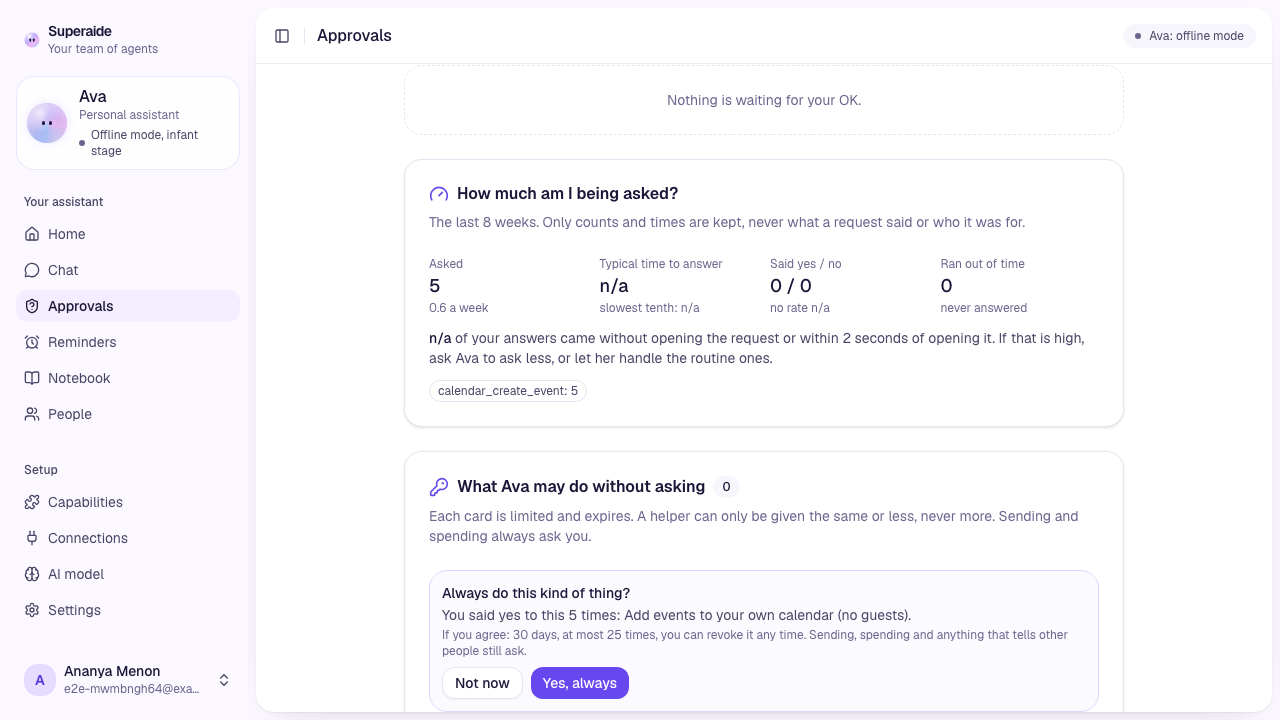 Superaide
Your team of agents
Ava
Personal assistant
Offline mode, infant
stage
Your assistant
Home
Chat
Approvals
Reminders
Notebook
People
Setup
Capabilities
Connections
AI model
Settings
A
Ananya Menon
e2e-mwmbngh64@exa...
Approvals
Ava: offline mode
Nothing is waiting for your OK.
How much am I being asked?
The last 8 weeks. Only counts and times are kept, never what a request said or who it was for.
Asked
5
0.6 a week
Typical time to answer
n/a
slowest tenth: n/a
Said yes / no
0 / 0
no rate n/a
Ran out of time
0
never answered
n/a of your answers came without opening the request or within 2 seconds of opening it. If that is high,
ask Ava to ask less, or let her handle the routine ones.
calendar_create_event: 5
What Ava may do without asking 0
Each card is limited and expires. A helper can only be given the same or less, never more. Sending and
spending always ask you.
Always do this kind of thing?
You said yes to this 5 times: Add events to your own calendar (no guests).
If you agree: 30 days, at most 25 times, you can revoke it any time. Sending, spending and anything that tells other
people still ask.
Not now
Yes, always